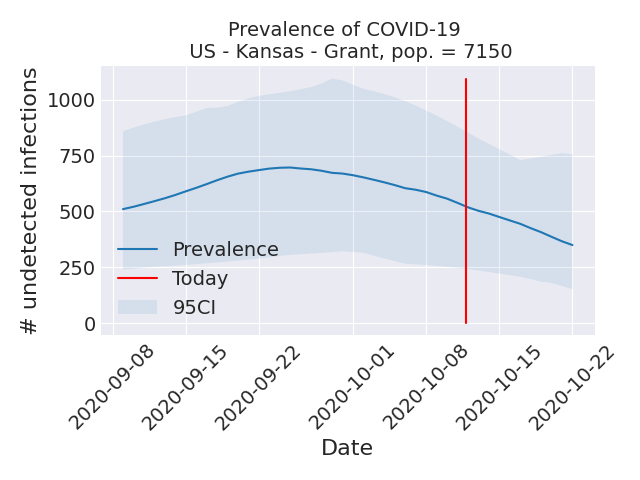 Prevalence of COVID-19
US - Kansas - Grant, pop. = 7150
# undetected infections
1000
750
500
250
0
Prevalence
Today
95CI
2020-09-08
2020-09-15
2020-09-22
2020-10-01
2020-10-08
2020-10-15
2020-10-22
Date